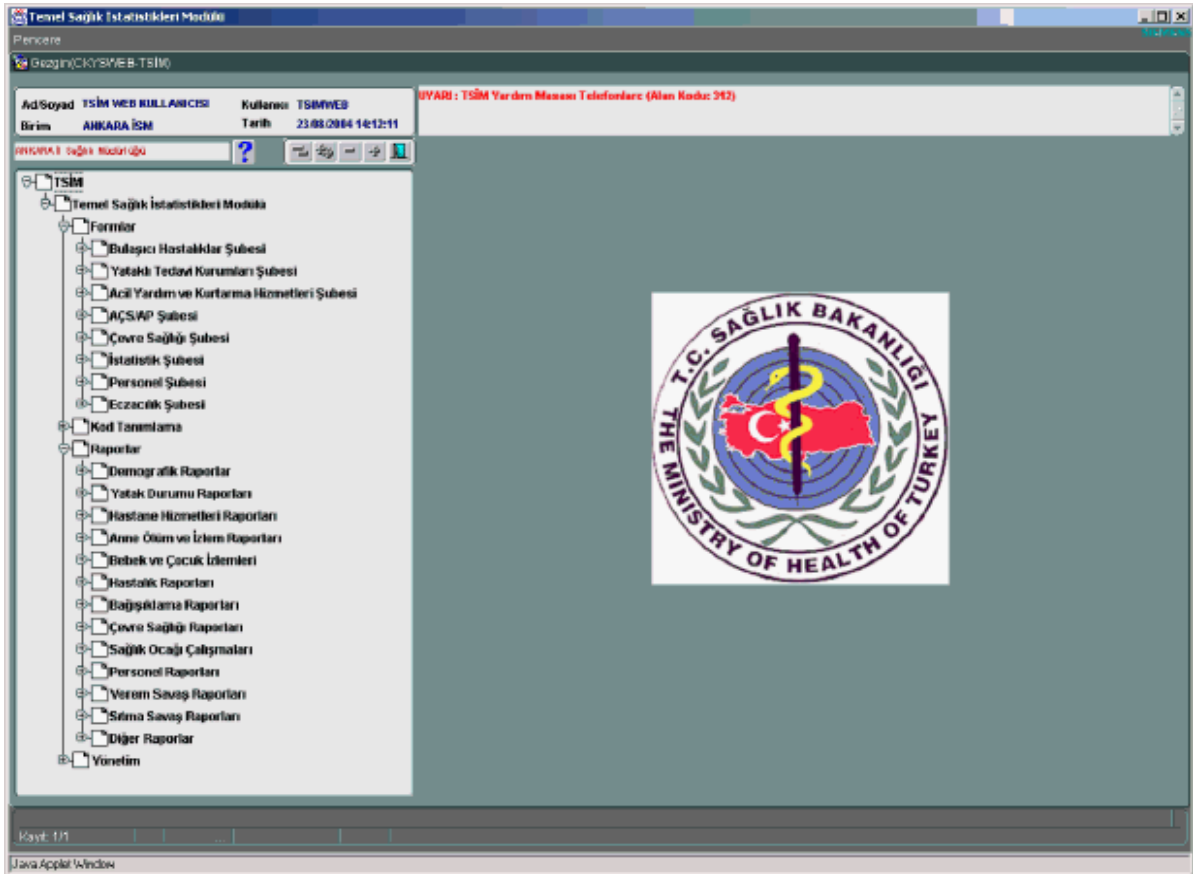 Temel Sağlık İstatistikleri Modülü
Pencere
Gezgin(CKYSWEB-TSİM)
Ad/Soyad TSİM WEB KULLANICISI Kullanıcı TSIMWEB
Birim ANKARA İSM Tarih 23/08/2004 14:12:11
UYARI : TSİM Yardım Masası Telefonları: (Alan Kodu: 312)
ANKARA İl Sağlık Müdürlüğü
?
TSİM
Temel Sağlık İstatistikleri Modülü
Formlar
Bulaşıcı Hastalıklar Şubesi
Yataklı Tedavi Kurumları Şubesi
Acil Yardım ve Kurtarma Hizmetleri Şubesi
AÇS/AP Şubesi
Çevre Sağlığı Şubesi
İstatistik Şubesi
Personel Şubesi
Eczacılık Şubesi
Kod Tanımlama
Raporlar
Demografik Raporlar
Yatak Durumu Raporları
Hastane Hizmetleri Raporları
Anne Ölüm ve İzlem Raporları
Bebek ve Çocuk İzlemleri
Hastalık Raporları
Bağışıklama Raporları
Çevre Sağlığı Raporları
Sağlık Ocağı Çalışmaları
Personel Raporları
Verem Savaş Raporları
Sıtma Savaş Raporları
Diğer Raporlar
Yönetim
T.C. SAĞLIK BAKANLIĞI
THE MINISTRY OF HEALTH OF TURKEY
Kayıt: 1/1
...
Java Applet Window